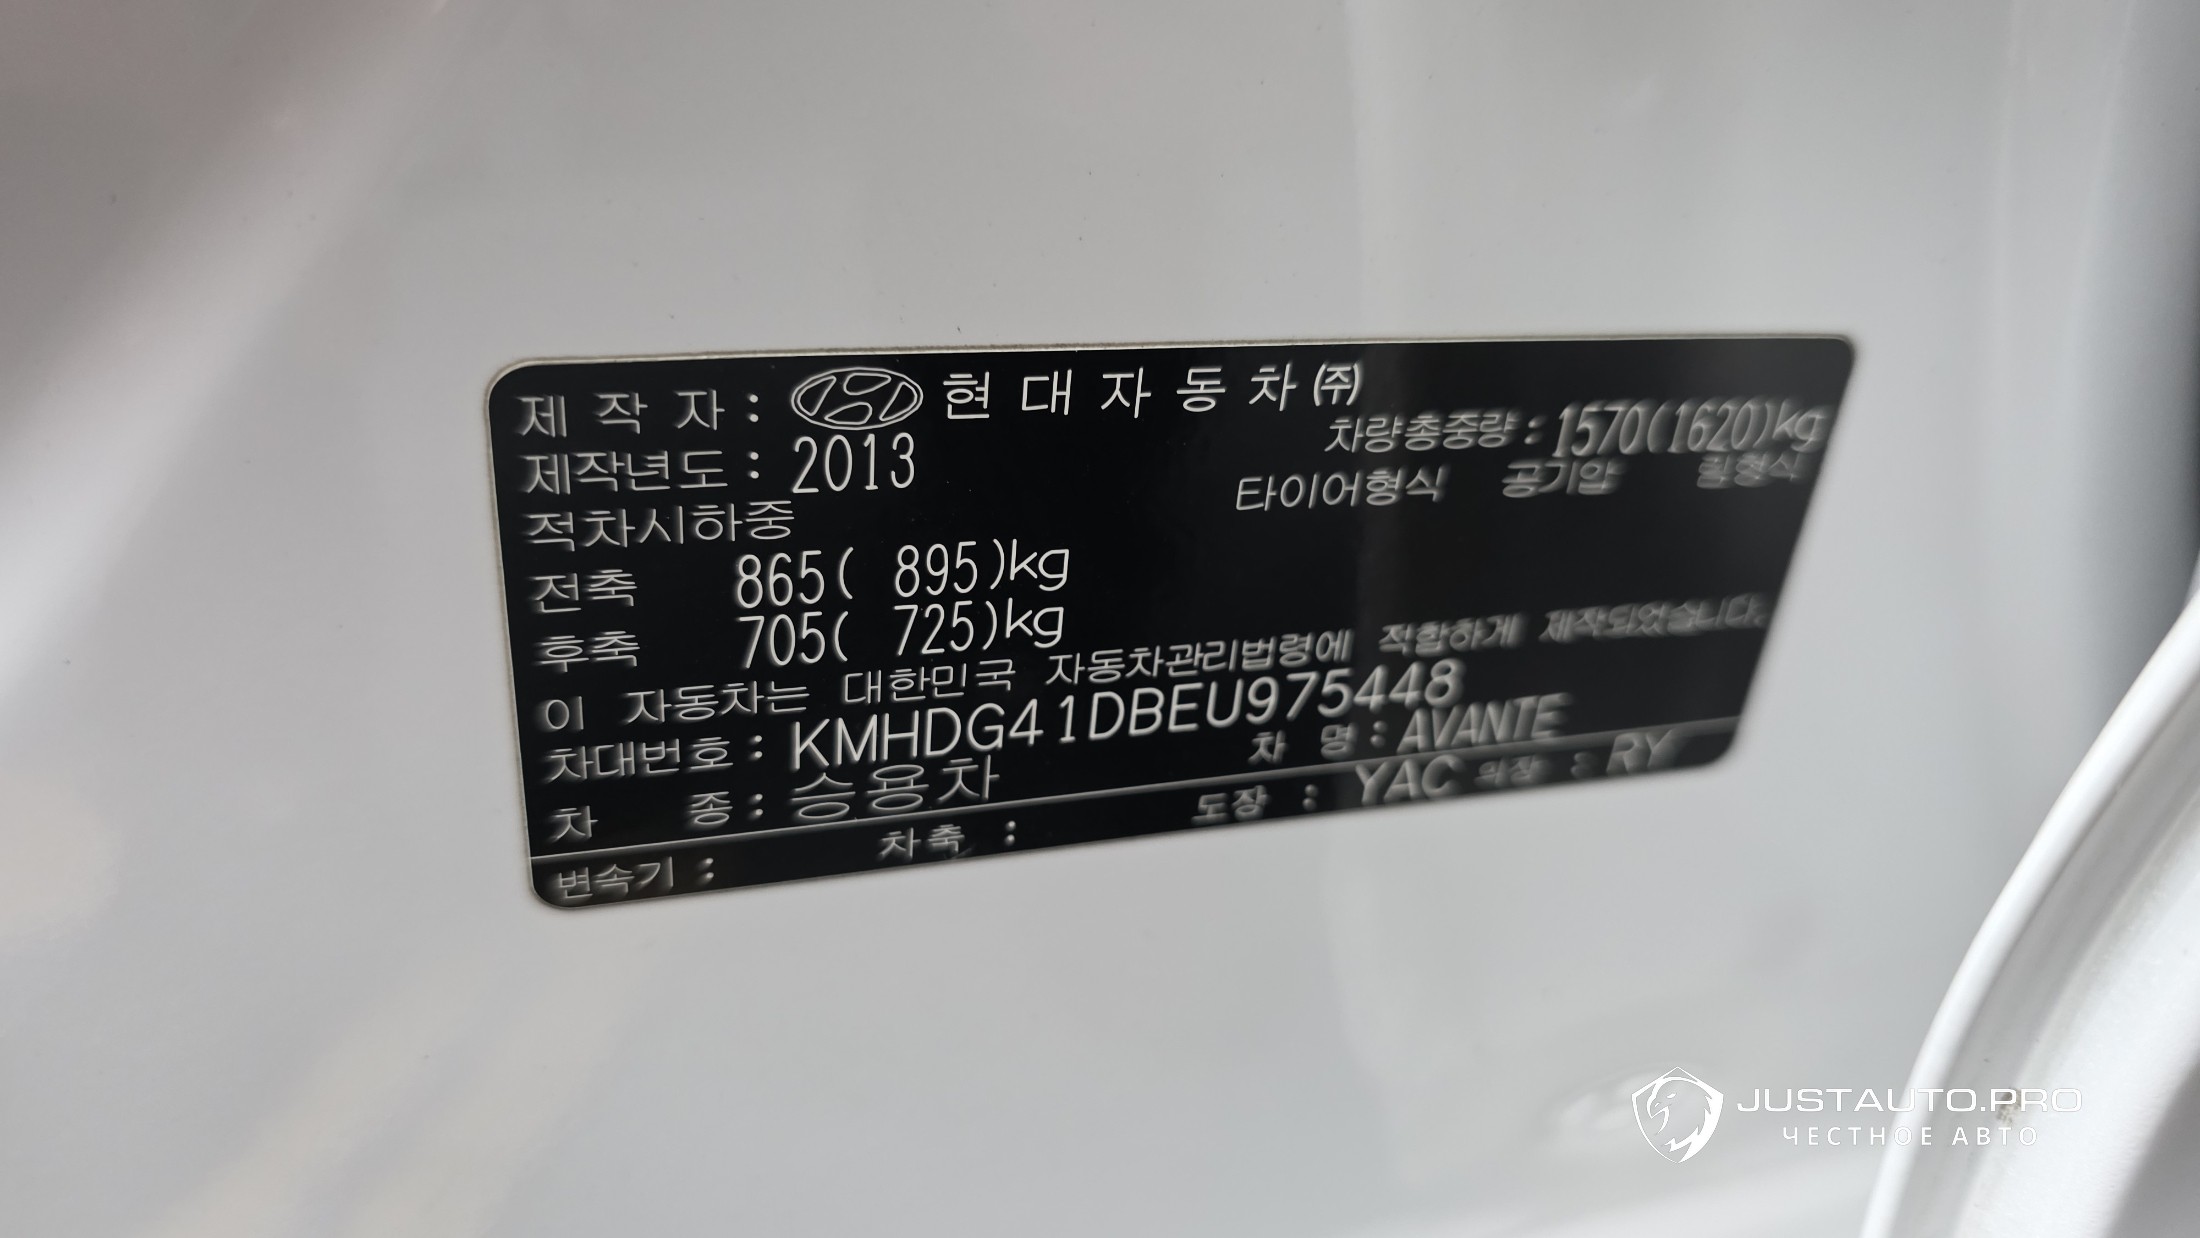 제 작 자 : 현 대 자 동 차 ㈜
차량총중량 : 1570(1620)kg
제작년도 : 2013
타이어형식 공기압 림형식
적차시하중
전축 865( 895)kg
후축 705( 725)kg
이 자동차는 대한민국 자동차관리법령에 적합하게 제작되었습니다.
차대번호 : KMHDG41DBEU975448
차 종 : 승용차 차 명 : AVANTE
변속기 : 차축 : 도장 : YAC 의장 : RY
JUSTAUTO.PRO
ЧЕСТНОЕ АВТО